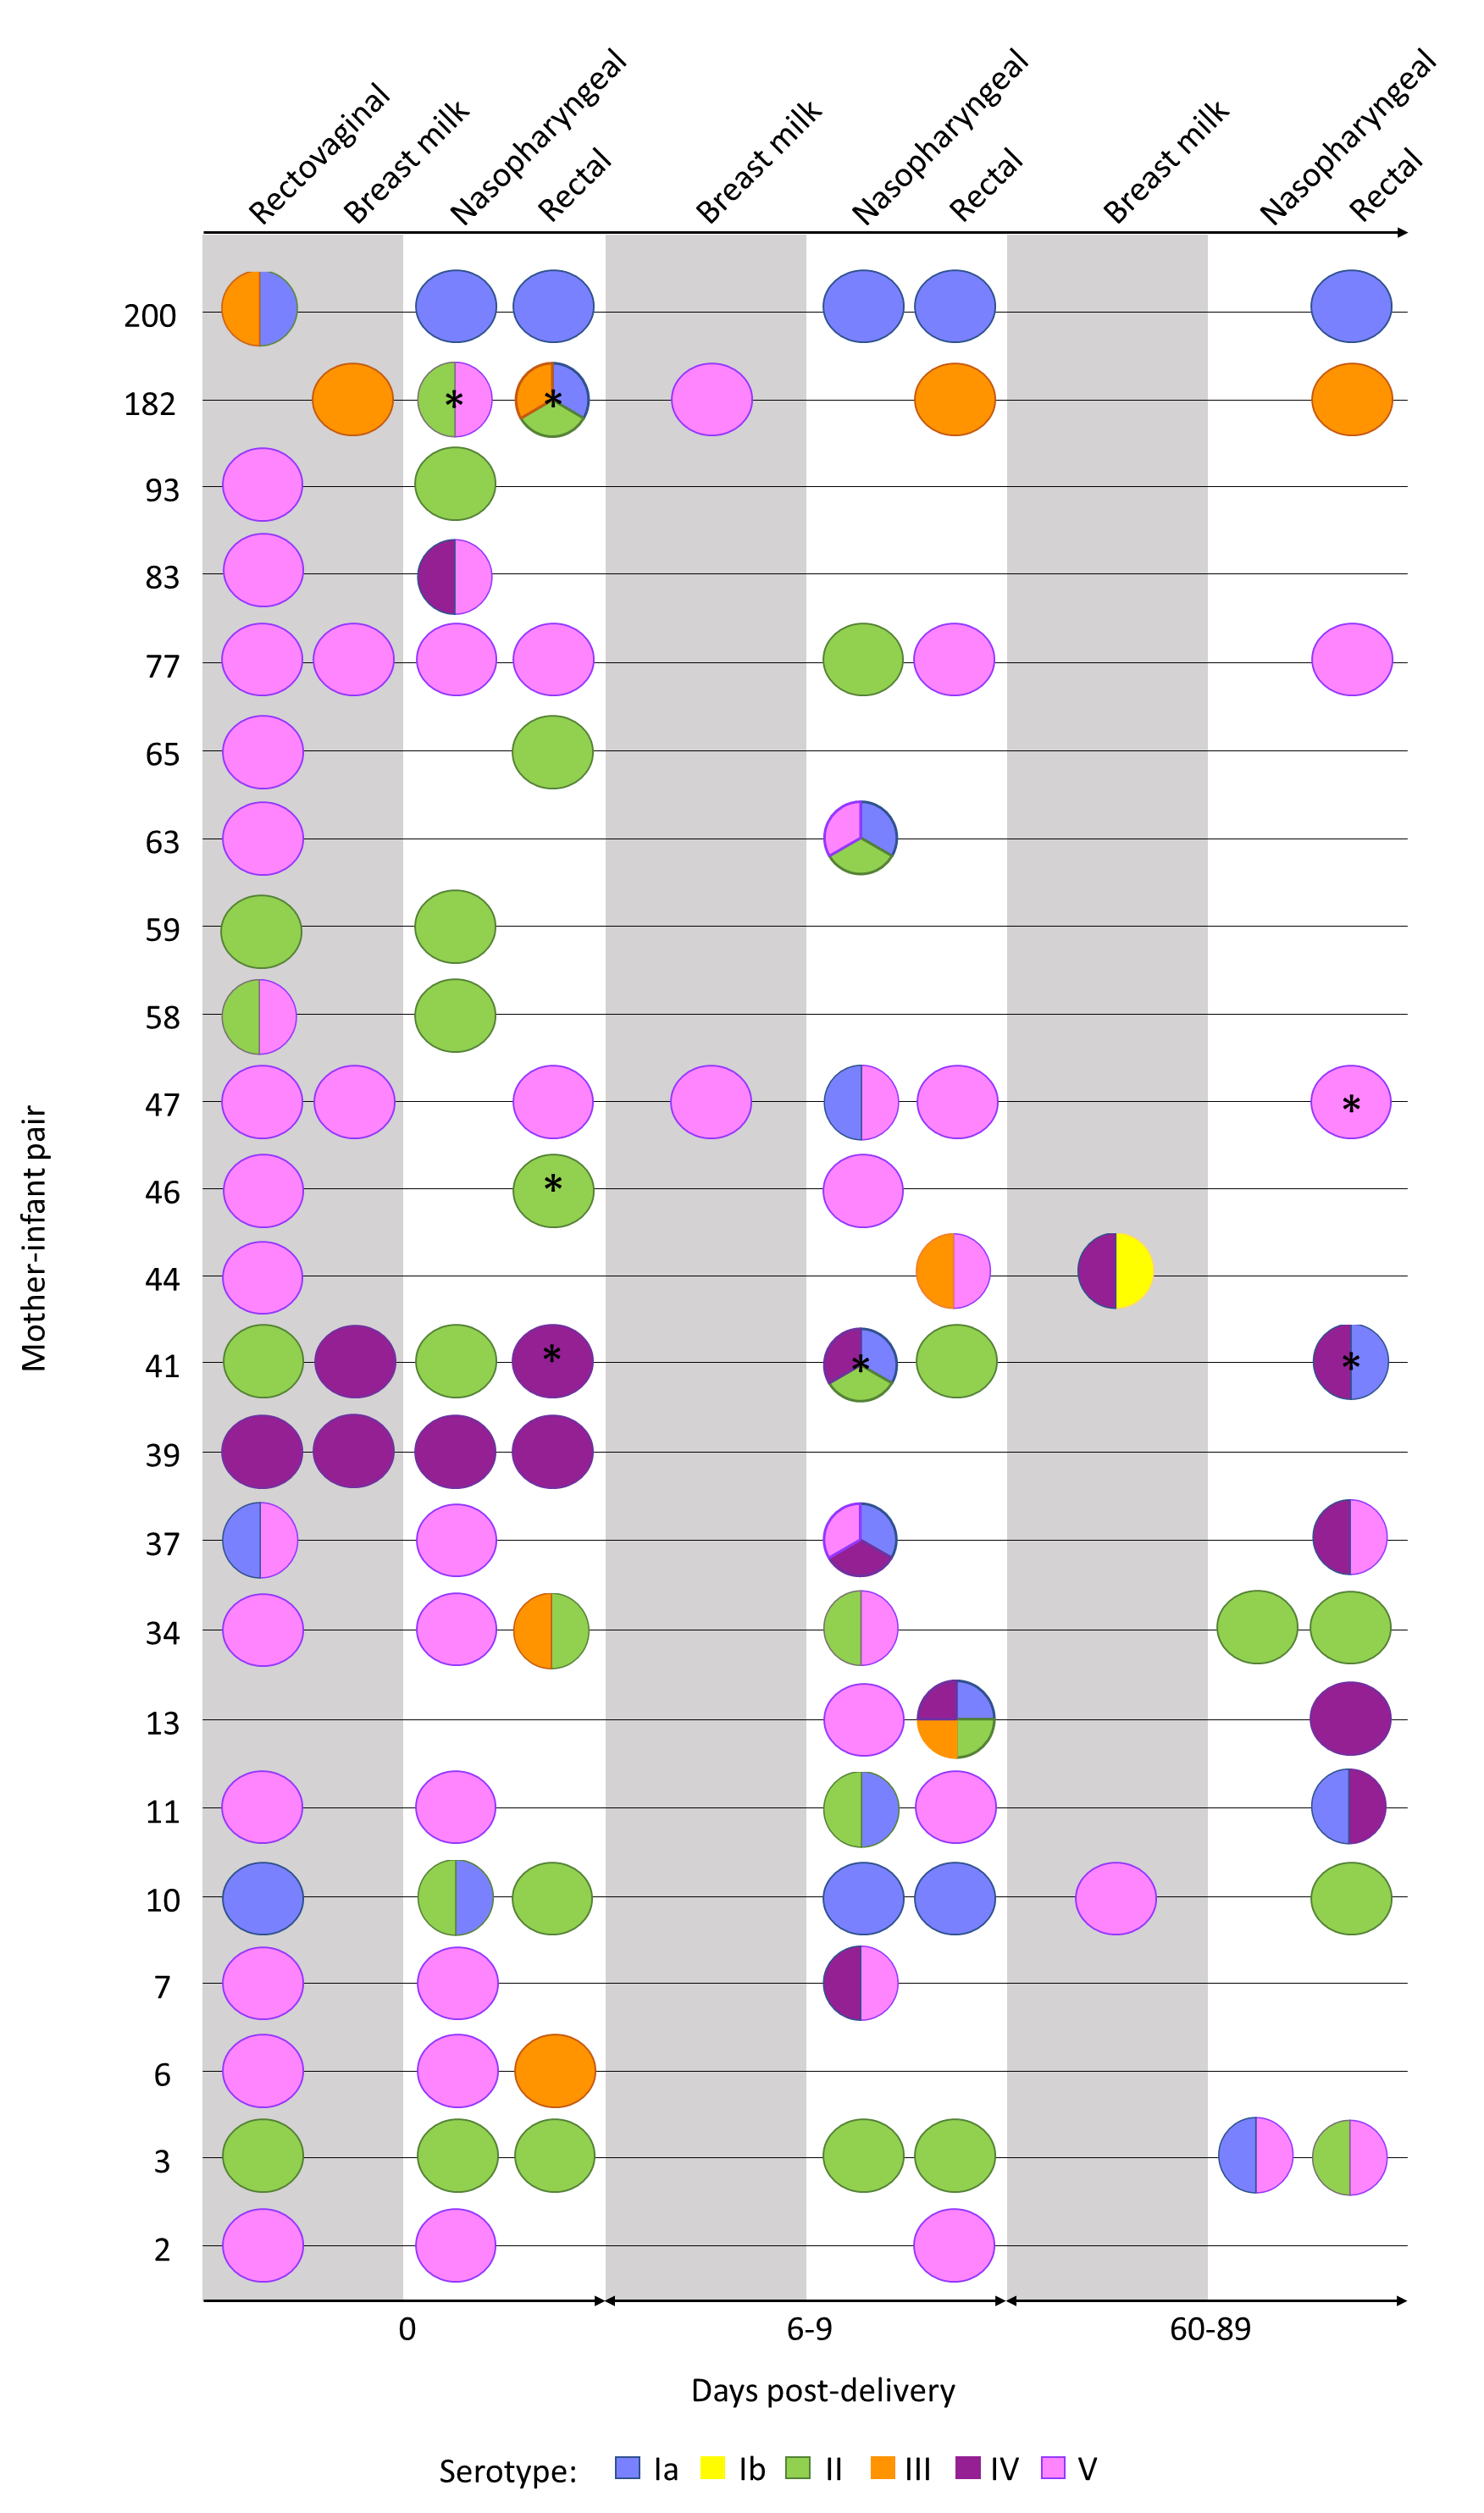 Rectovaginal
Breast milk
Nasopharyngeal
Rectal
Breast milk
Nasopharyngeal
Rectal
Breast milk
Nasopharyngeal
Rectal
200
182
* *
93
83
77
65
63
59
58
47
*
46
*
44
41
* * *
39
37
34
13
11
10
7
6
3
2
Mother-infant pair
0 6-9 60-89
Days post-delivery
Serotype: Ia Ib II III IV V